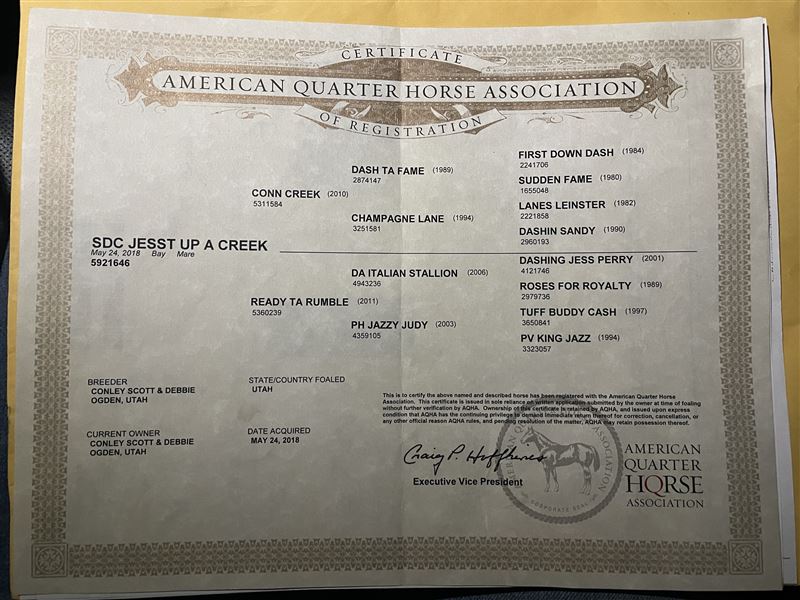 CERTIFICATE
AMERICAN QUARTER HORSE ASSOCIATION
OF REGISTRATION
SDC JESST UP A CREEK
May 24, 2018 Bay Mare
5921646
CONN CREEK (2010)
5311584
READY TA RUMBLE (2011)
5360239
DASH TA FAME (1989)
2874147
CHAMPAGNE LANE (1994)
3251581
DA ITALIAN STALLION (2006)
4943236
PH JAZZY JUDY (2003)
4359105
FIRST DOWN DASH (1984)
2241706
SUDDEN FAME (1980)
1655048
LANES LEINSTER (1982)
2221858
DASHIN SANDY (1990)
2960193
DASHING JESS PERRY (2001)
4121746
ROSES FOR ROYALTY (1989)
2979736
TUFF BUDDY CASH (1997)
3650841
PV KING JAZZ (1994)
3323057
BREEDER
CONLEY SCOTT & DEBBIE
OGDEN, UTAH
STATE/COUNTRY FOALED
UTAH
CURRENT OWNER
CONLEY SCOTT & DEBBIE
OGDEN, UTAH
DATE ACQUIRED
MAY 24, 2018
This is to certify the above named and described horse has been registered with the American Quarter Horse
Association. This certificate is issued in sole reliance on written application submitted by the owner at time of foaling
without further verification by AQHA. Ownership of this certificate is retained by AQHA, and issued upon express
condition that AQHA has the continuing privilege to demand immediate return thereof for correction, cancellation, or
any other official reason AQHA rules, and pending resolution of the matter, AQHA may retain possession thereof.
Craig P. Huffhines
Executive Vice President
AMERICAN QUARTER HORSE ASSOCIATION
CORPORATE SEAL
AMERICAN
QUARTER
HORSE
ASSOCIATION